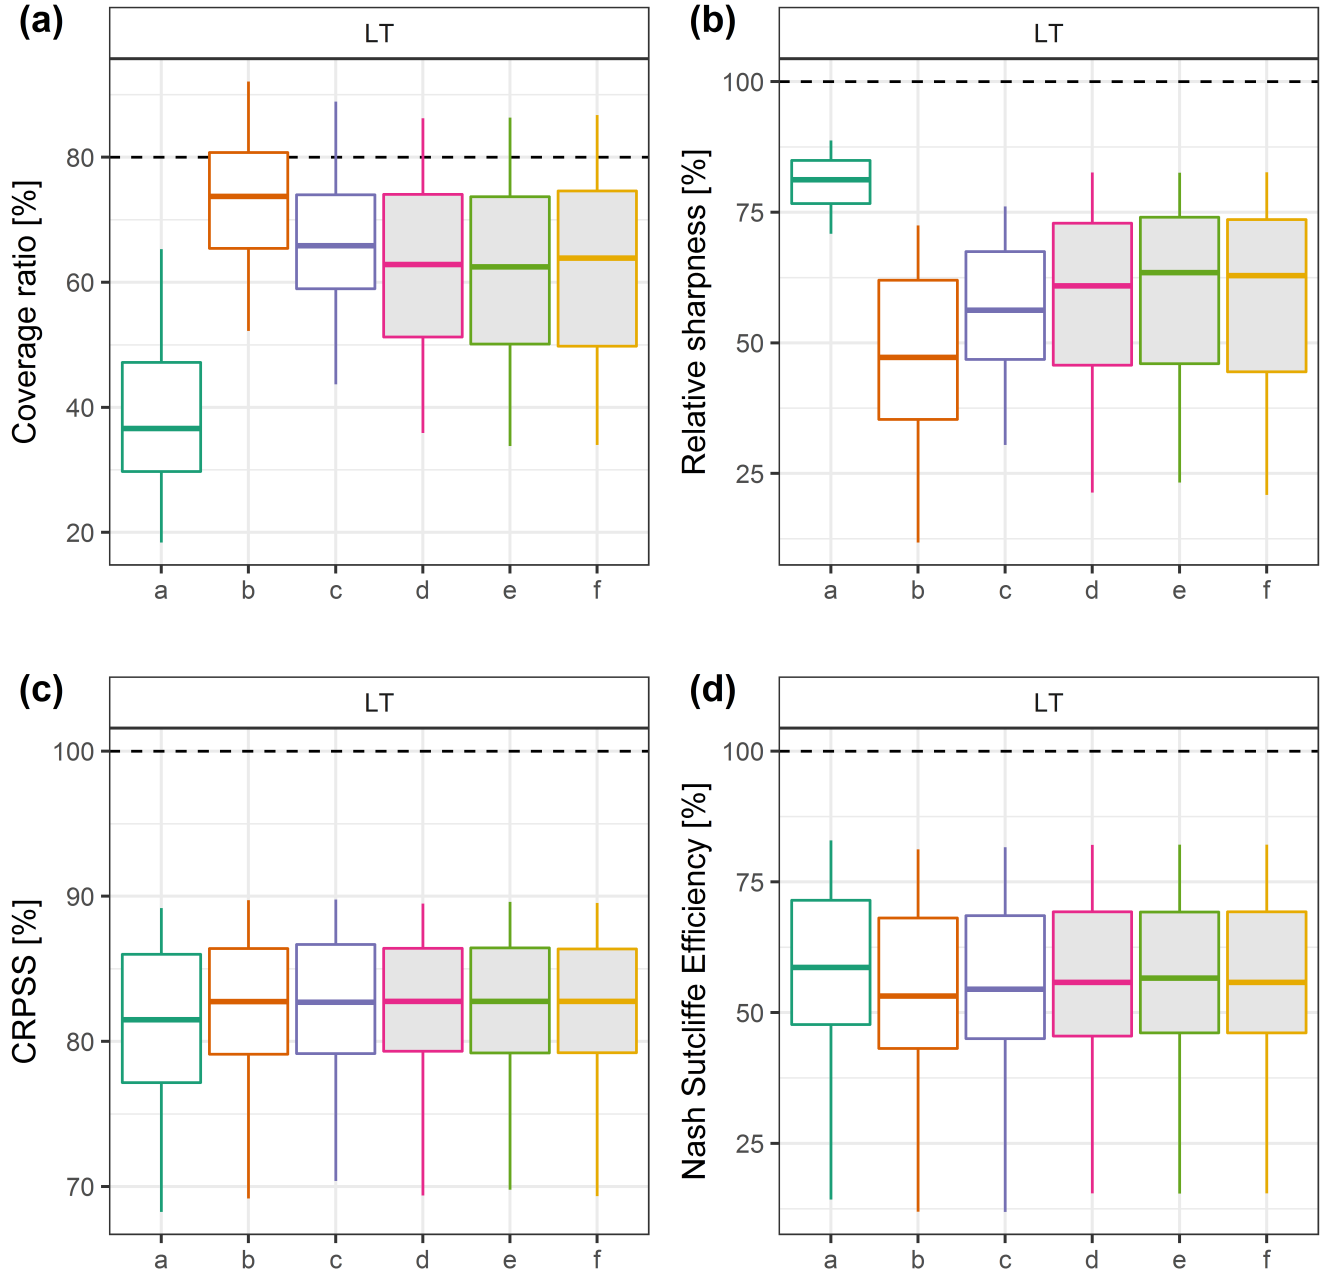 (a)
LT
Coverage ratio [%]
80
60
40
20
a b c d e f
(b)
LT
Relative sharpness [%]
100
75
50
25
a b c d e f
(c)
LT
CRPSS [%]
100
90
80
70
a b c d e f
(d)
LT
Nash Sutcliffe Efficiency [%]
100
75
50
25
a b c d e f